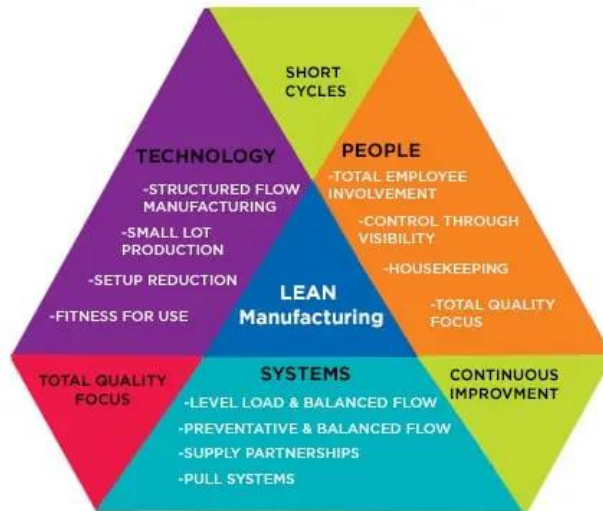 SHORT
CYCLES
TECHNOLOGY
-STRUCTURED FLOW
MANUFACTURING
-SMALL LOT
PRODUCTION
-SETUP REDUCTION
-FITNESS FOR USE
PEOPLE
-TOTAL EMPLOYEE
INVOLVEMENT
-CONTROL THROUGH
VISIBILITY
-HOUSEKEEPING
-TOTAL QUALITY
FOCUS
LEAN
Manufacturing
TOTAL QUALITY
FOCUS
SYSTEMS
-LEVEL LOAD & BALANCED FLOW
-PREVENTATIVE & BALANCED FLOW
-SUPPLY PARTNERSHIPS
-PULL SYSTEMS
CONTINUOUS
IMPROVMENT